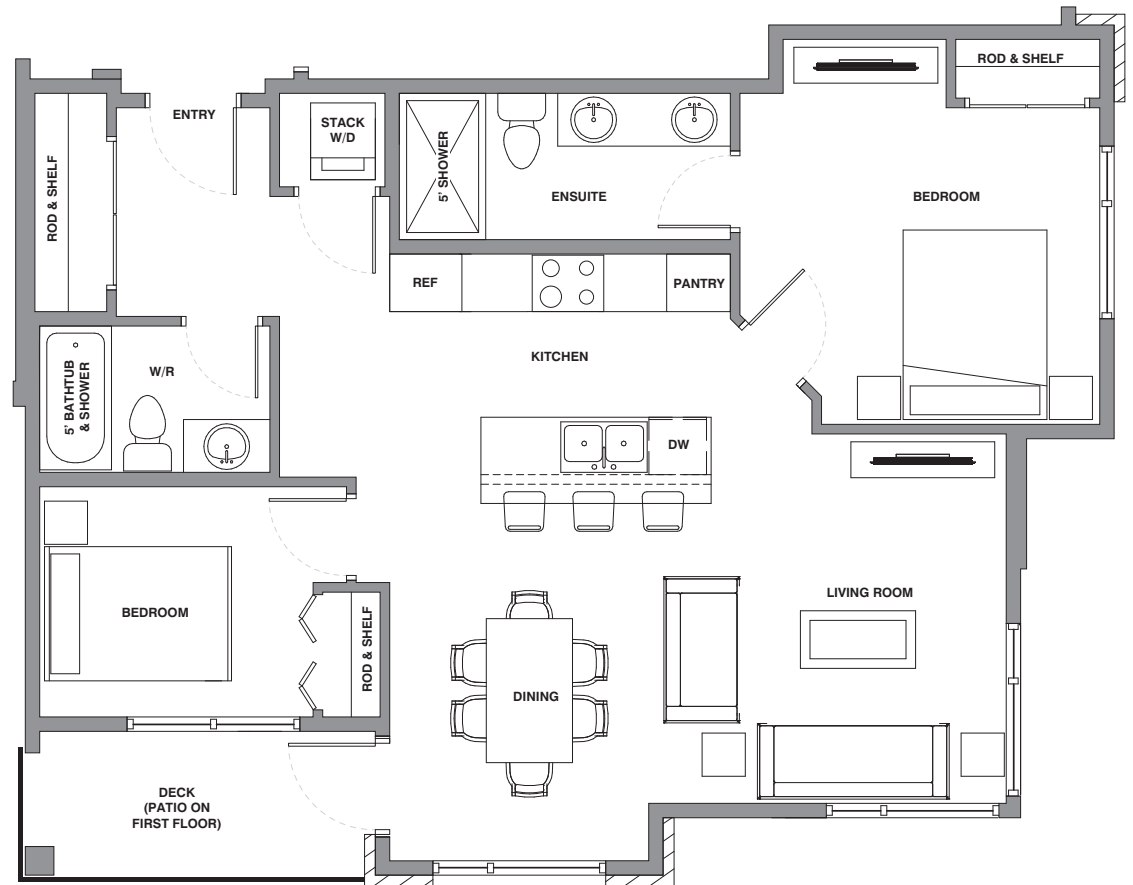 ROD & SHELF
ENTRY
STACK
W/D
5' SHOWER
ENSUITE
BEDROOM
ROD & SHELF
REF
PANTRY
KITCHEN
5' BATHTUB
& SHOWER
W/R
DW
BEDROOM
ROD & SHELF
DINING
LIVING ROOM
DECK
(PATIO ON
FIRST FLOOR)